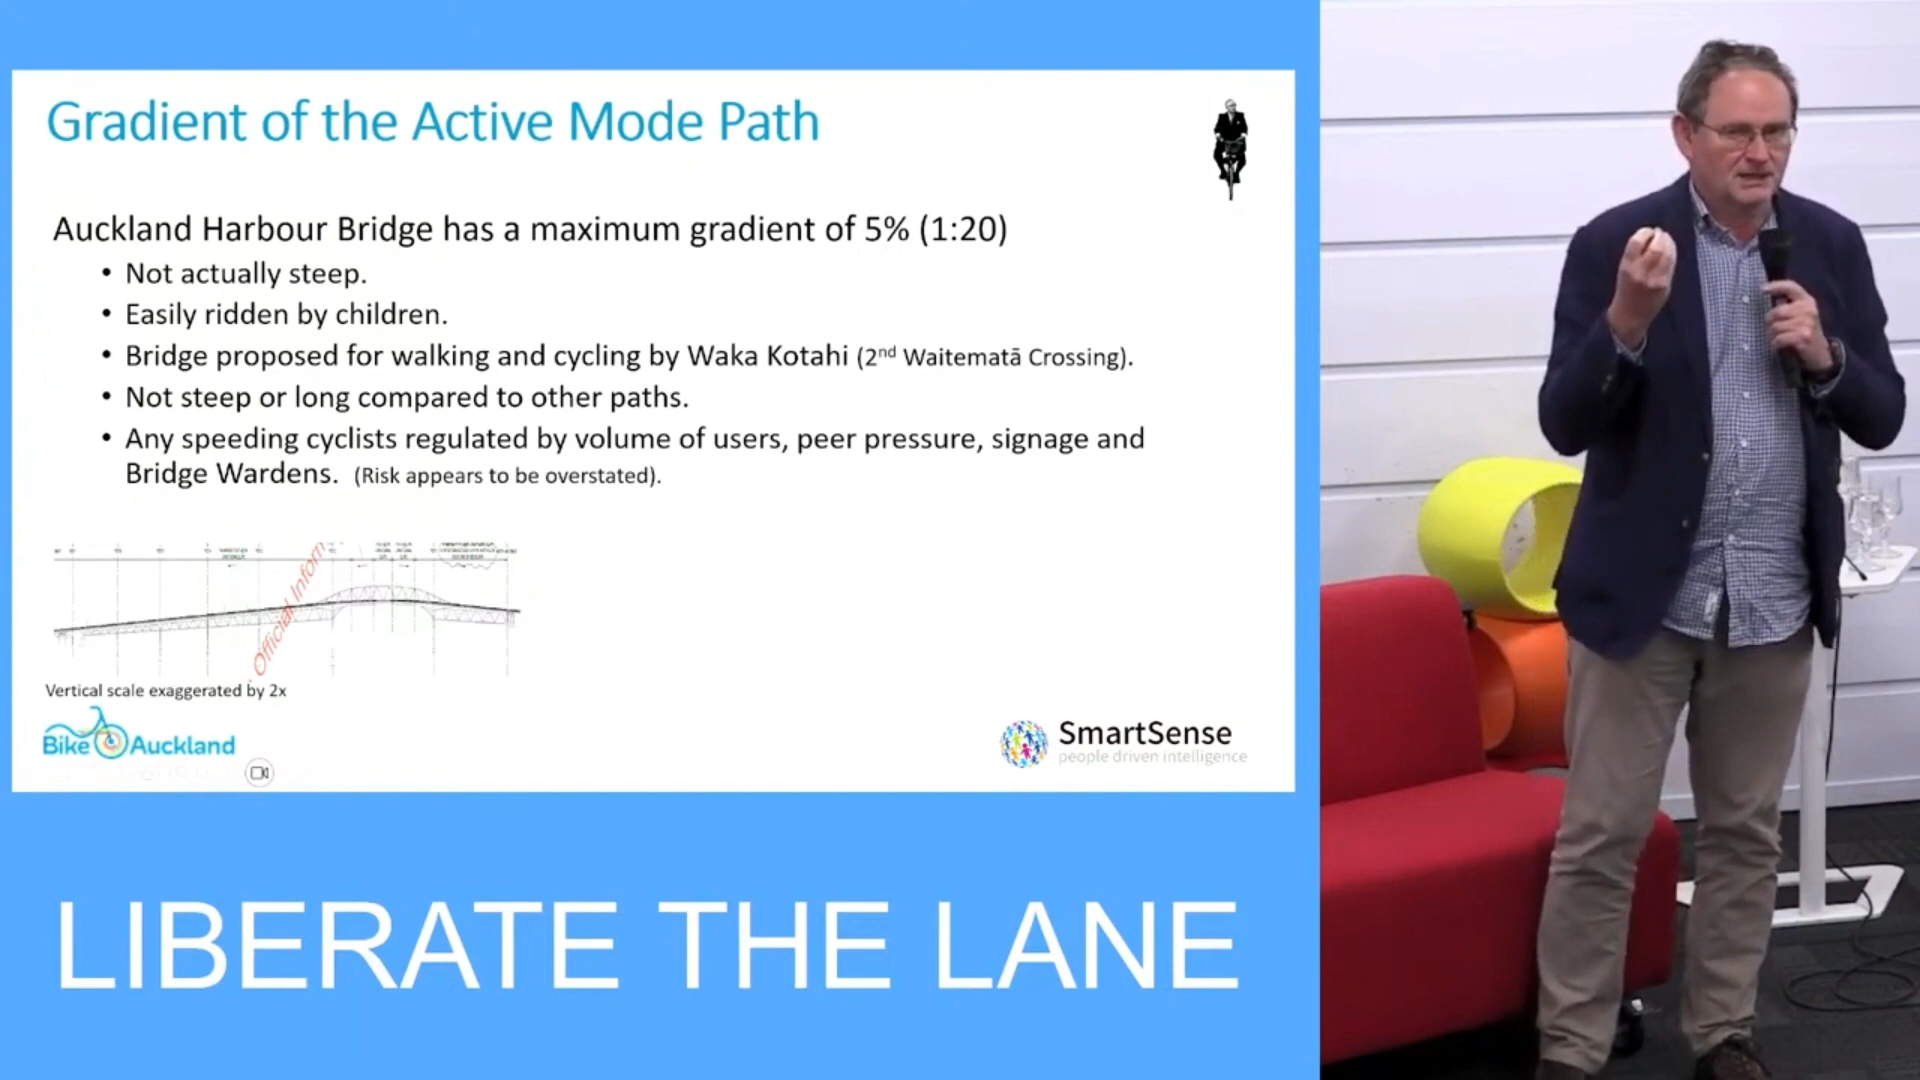 Gradient of the Active Mode Path
Auckland Harbour Bridge has a maximum gradient of 5% (1:20)
• Not actually steep.
• Easily ridden by children.
• Bridge proposed for walking and cycling by Waka Kotahi (2nd Waitematā Crossing).
• Not steep or long compared to other paths.
• Any speeding cyclists regulated by volume of users, peer pressure, signage and
Bridge Wardens. (Risk appears to be overstated).
Official Inform
Vertical scale exaggerated by 2x
Bike Auckland
SmartSense
people driven intelligence
LIBERATE THE LANE